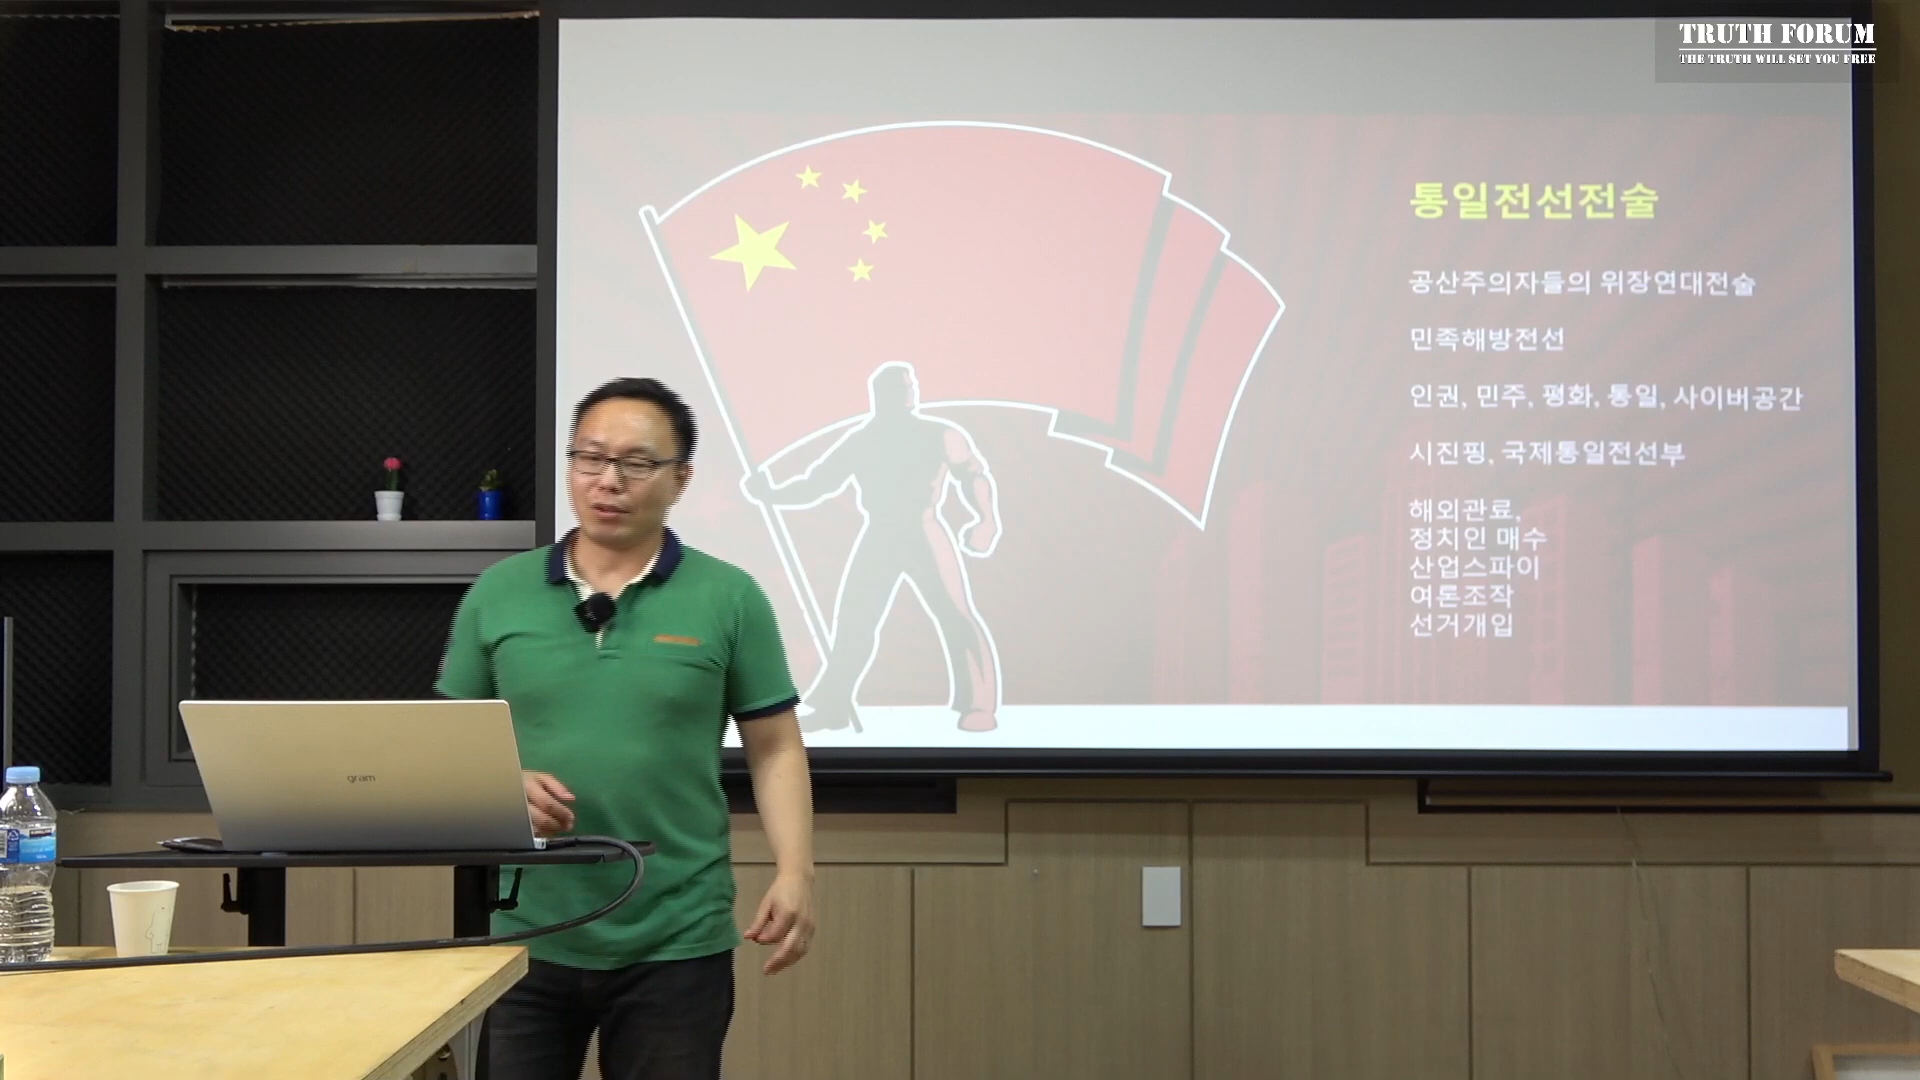 TRUTH FORUM
THE TRUTH WILL SET YOU FREE
통일전선전술
공산주의자들의 위장연대전술
민족해방전선
인권, 민주, 평화, 통일, 사이버공간
시진핑, 국제통일전선부
해외관료,
정치인 매수
산업스파이
여론조작
선거개입
gram